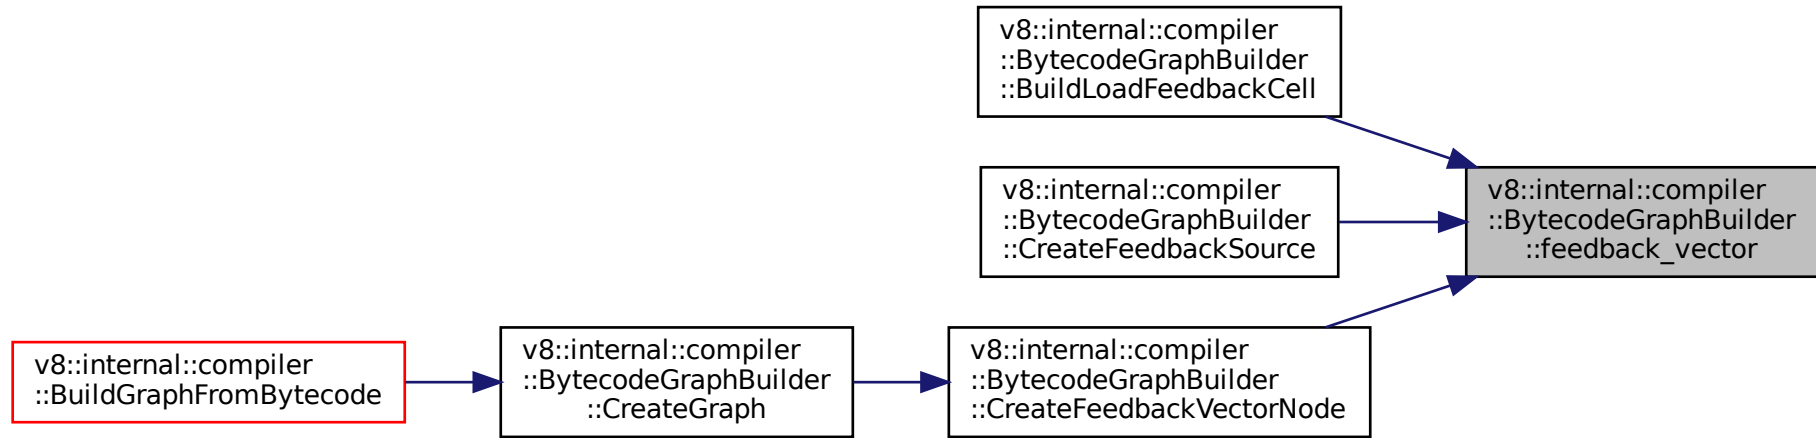 v8::internal::compiler
::BytecodeGraphBuilder
::BuildLoadFeedbackCell
v8::internal::compiler
::BytecodeGraphBuilder
::CreateFeedbackSource
v8::internal::compiler
::BytecodeGraphBuilder
::feedback_vector
v8::internal::compiler
::BuildGraphFromBytecode
v8::internal::compiler
::BytecodeGraphBuilder
::CreateGraph
v8::internal::compiler
::BytecodeGraphBuilder
::CreateFeedbackVectorNode